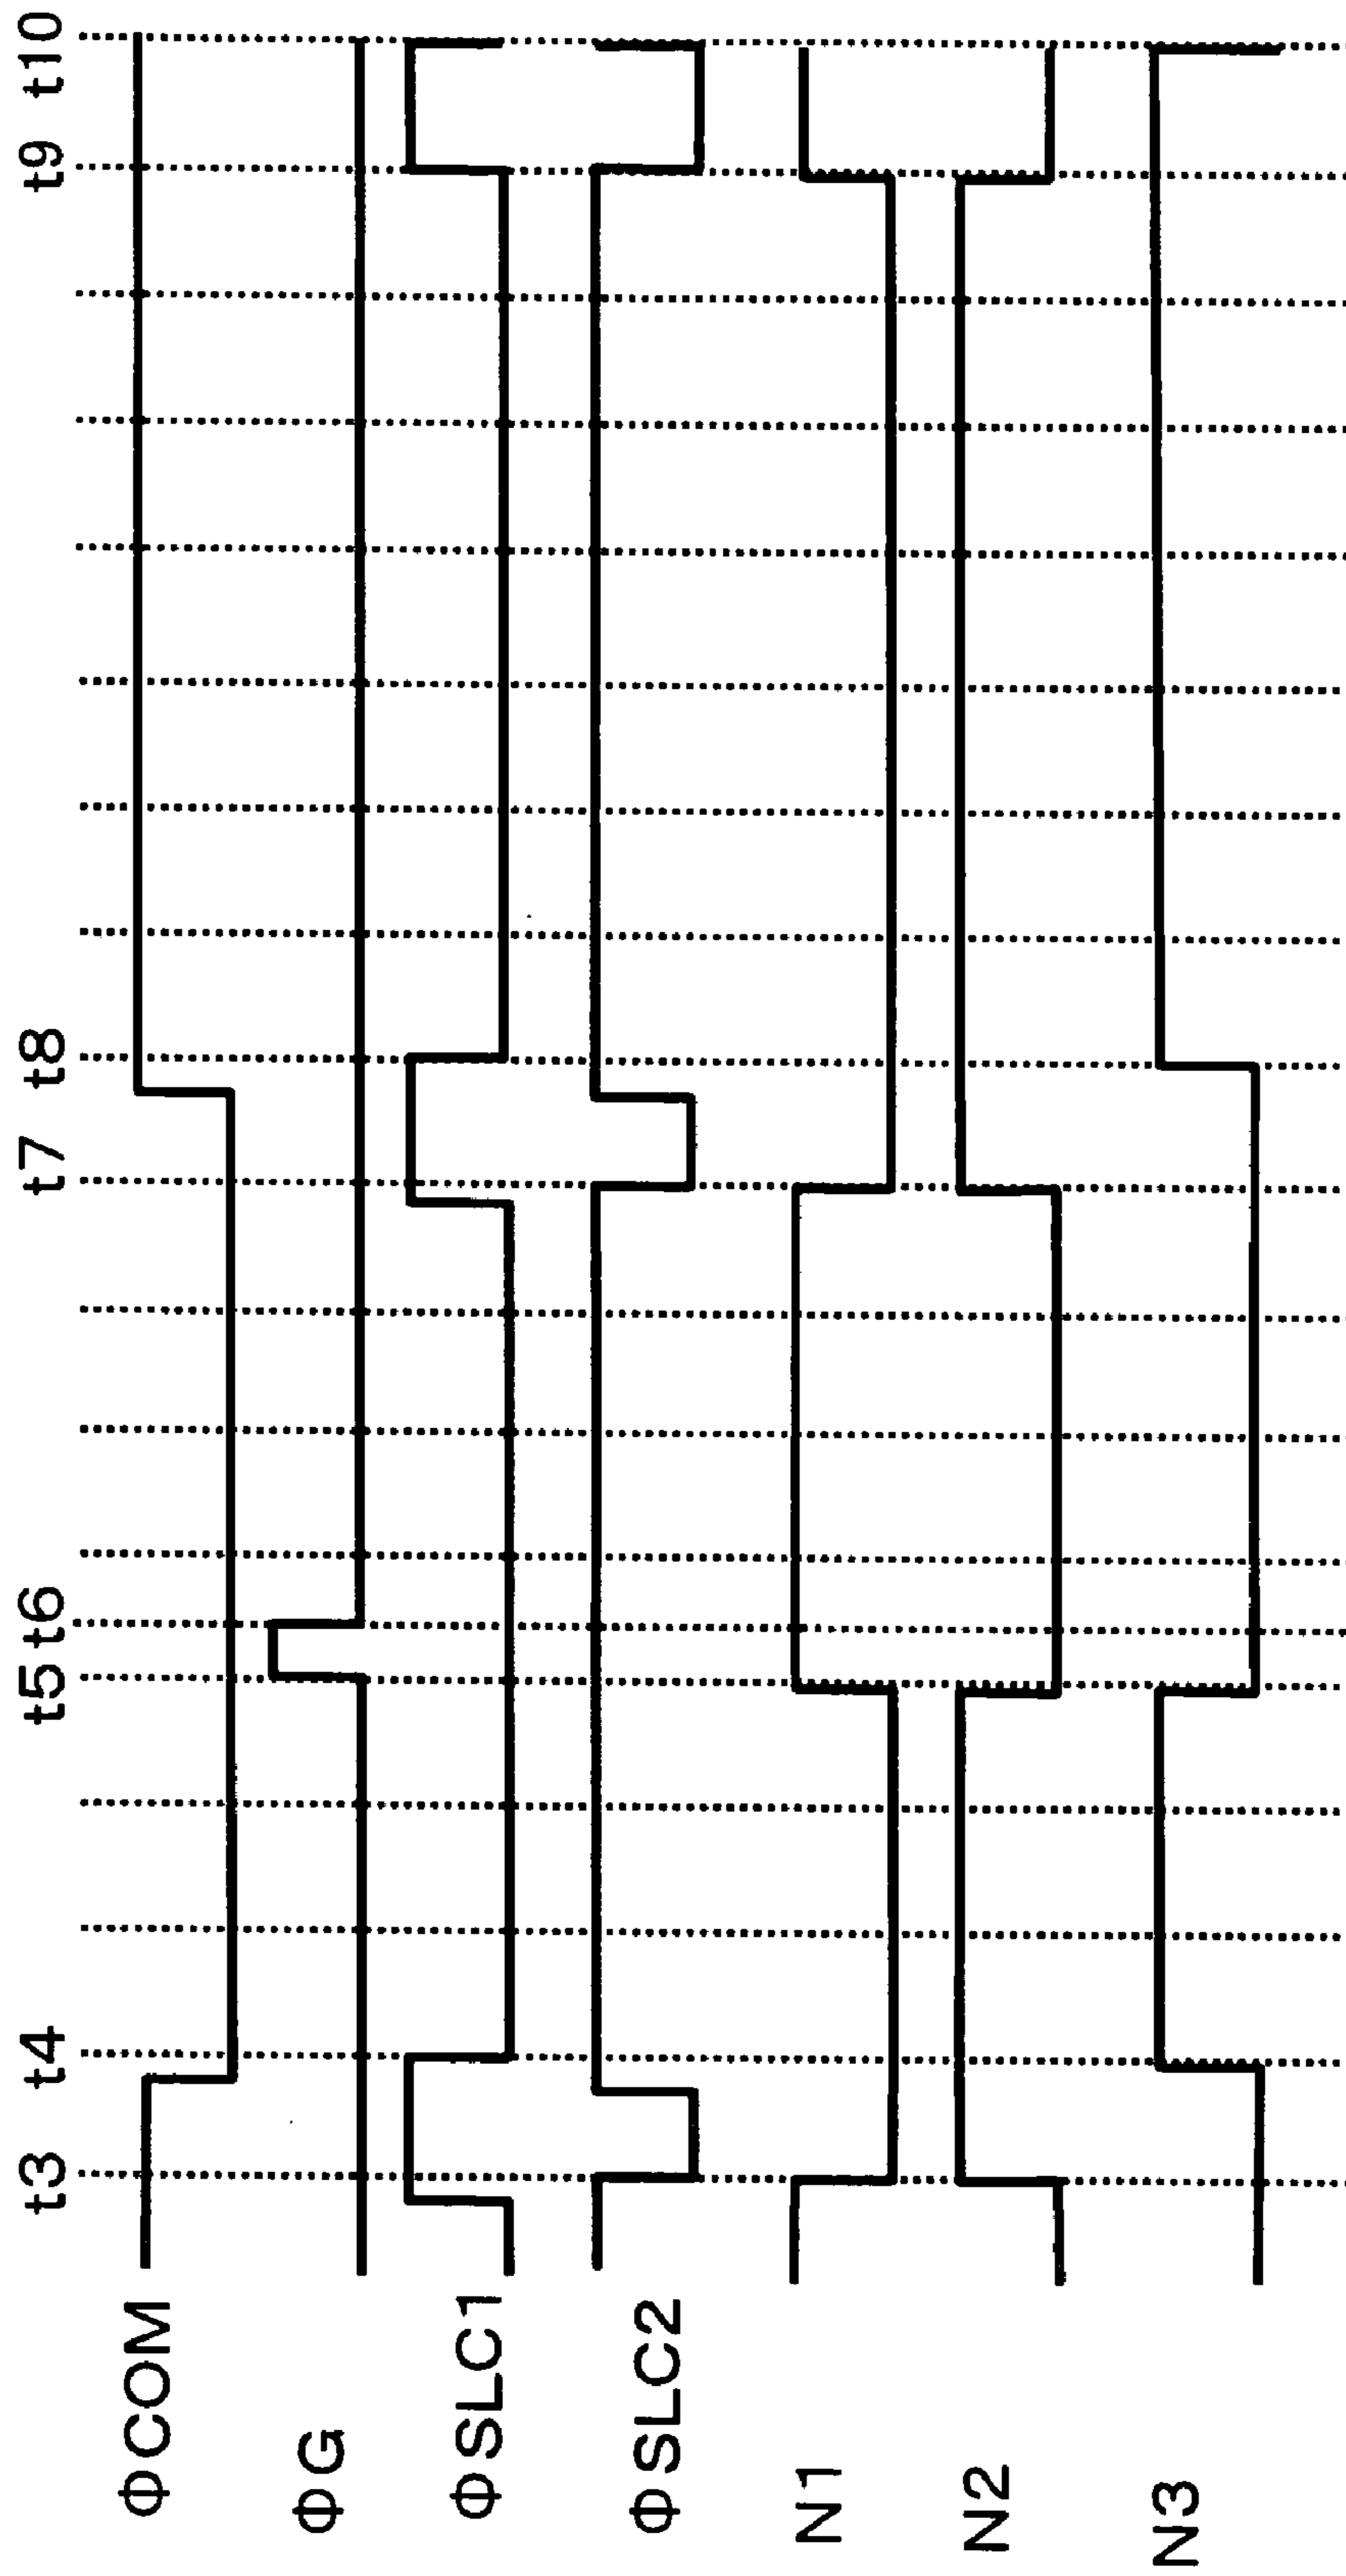 t3 t4 t5 t6 t7 t8 t9 t10
ΦCOM
ΦG
ΦSLC1
ΦSLC2
N1
N2
N3